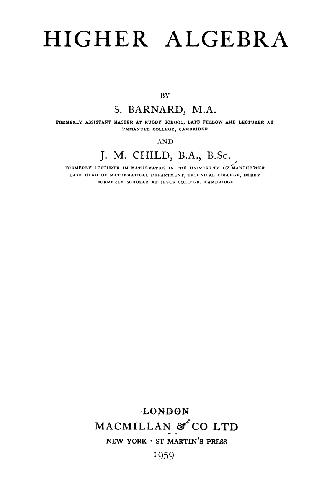 HIGHER ALGEBRA
BY
S. BARNARD, M.A.
FORMERLY ASSISTANT MASTER AT RUGBY SCHOOL, LATE FELLOW AND LECTURER AT
EMMANUEL COLLEGE, CAMBRIDGE
AND
J. M. CHILD, B.A., B.Sc.
FORMERLY LECTURER IN MATHEMATICS IN THE UNIVERSITY OF MANCHESTER
LATE HEAD OF MATHEMATICAL DEPARTMENT, TECHNICAL COLLEGE, DERBY
FORMERLY SCHOLAR AT JESUS COLLEGE, CAMBRIDGE
LONDON
MACMILLAN & CO LTD
NEW YORK · ST MARTIN'S PRESS
1959